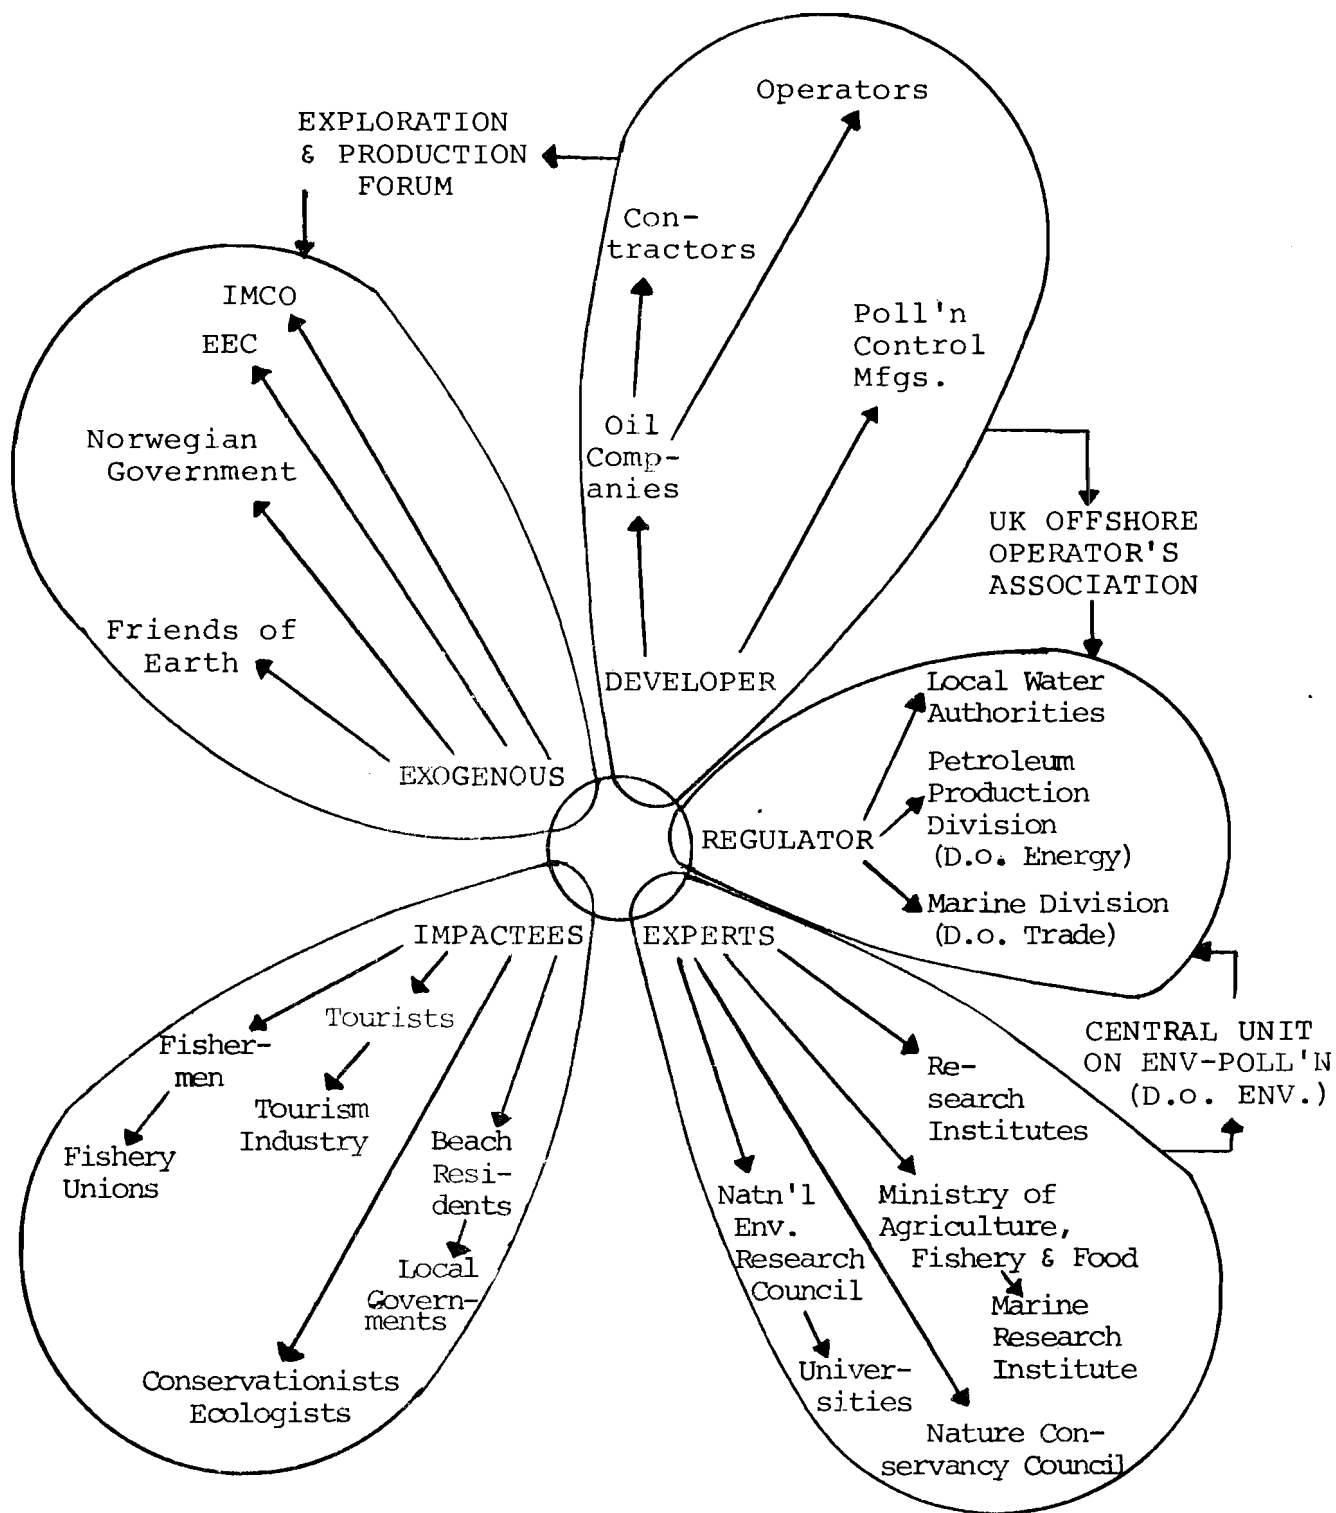 Operators
EXPLORATION
& PRODUCTION
FORUM
Con-
tractors
IMCO
EEC
Poll'n
Control
Mfgs.
Norwegian
Government
Oil
Comp-
anies
UK OFFSHORE
OPERATOR'S
ASSOCIATION
Friends of
Earth
DEVELOPER
EXOGENOUS
Local Water
Authorities
Petroleum
Production
Division
(D.o. Energy)
REGULATOR
Marine Division
(D.o. Trade)
IMPACTEES
EXPERTS
Tourists
Fisher-
men
Tourism
Industry
Fishery
Unions
Beach
Resi-
dents
Local
Govern-
ments
Conservationists
Ecologists
CENTRAL UNIT
ON ENV-POLL'N
(D.o. ENV.)
Re-
search
Institutes
Natn'l
Env.
Research
Council
Ministry of
Agriculture,
Fishery & Food
Marine
Research
Institute
Univer-
sities
Nature Con-
servancy Council